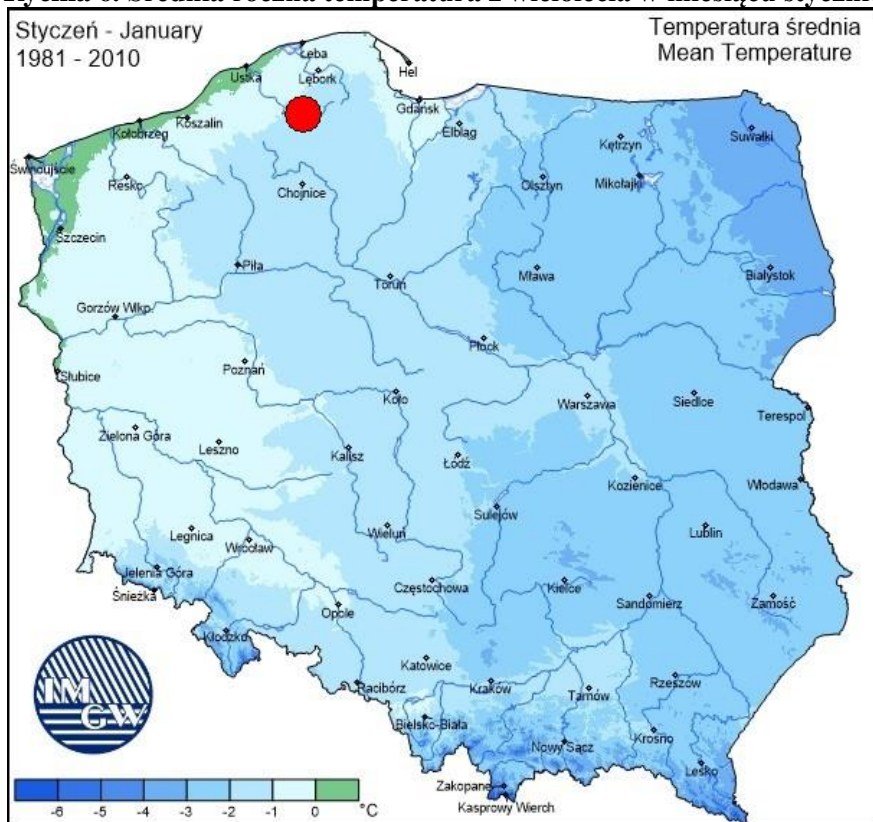 Styczeń - January
1981 - 2010
Temperatura średnia
Mean Temperature
Łeba
Ustka
Lębork
Hel
Gdańsk
Kołobrzeg
Koszalin
Elbląg
Kętrzyn
Suwałki
Świnoujście
Resko
Chojnice
Olsztyn
Mikołajki
Szczecin
Piła
Toruń
Mława
Białystok
Gorzów Wlkp.
Płock
Słubice
Poznań
Koło
Warszawa
Siedlce
Terespol
Zielona Góra
Leszno
Kalisz
Łódź
Kozienice
Włodawa
Sulejów
Legnica
Wrocław
Wieluń
Lublin
Jelenia Góra
Śnieżka
Częstochowa
Kielce
Sandomierz
Zamość
Opole
Kłodzko
Katowice
Racibórz
Kraków
Tarnów
Rzeszów
Bielsko-Biała
Nowy Sącz
Krosno
Lesko
Zakopane
Kasprowy Wierch
IM
GW
-6 -5 -4 -3 -2 -1 0 °C